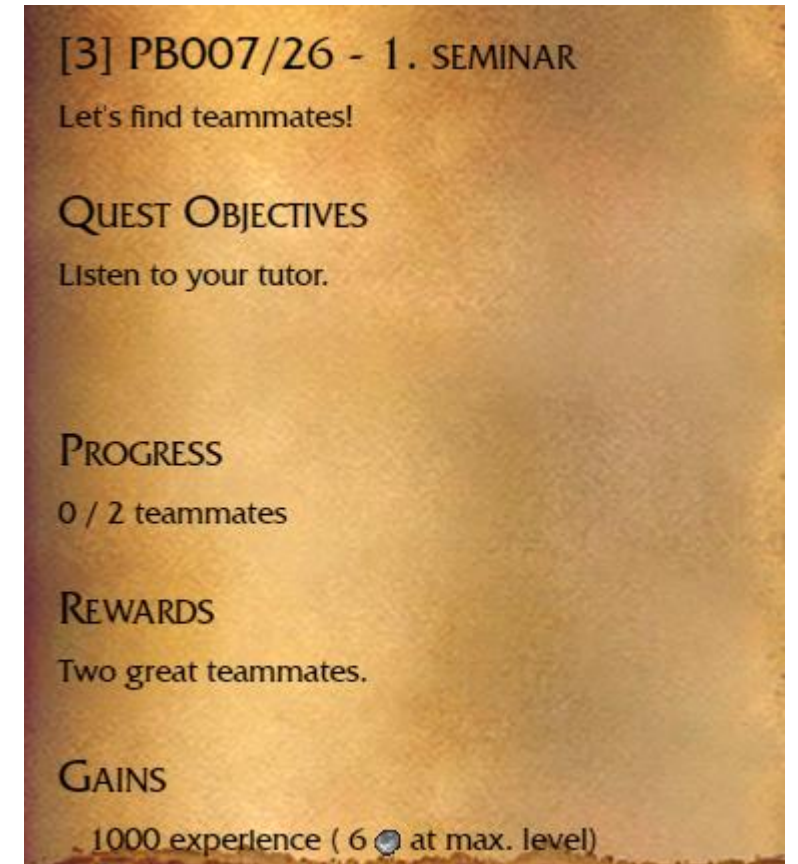 [3] PB007/26 - 1. SEMINAR
Let's find teammates!
QUEST OBJECTIVES
Listen to your tutor.
PROGRESS
0 / 2 teammates
REWARDS
Two great teammates.
GAINS
1000 experience ( 6 at max. level)